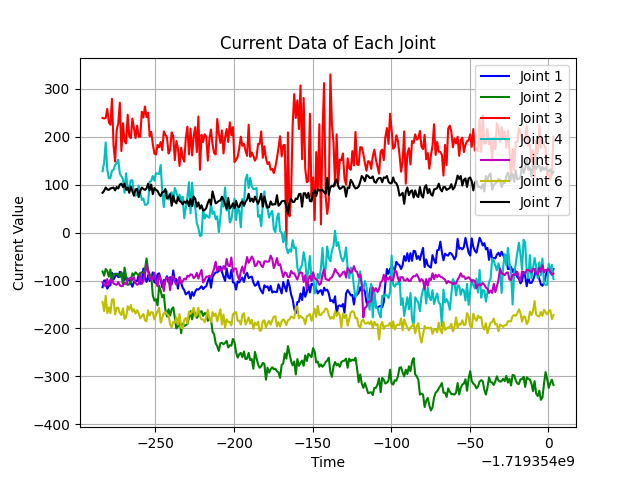 Current Data of Each Joint
Joint 1
Joint 2
Joint 3
Joint 4
Joint 5
Joint 6
Joint 7
Current Value
300
200
100
0
−100
−200
−300
−400
−250
−200
−150
−100
−50
0
Time
−1.719354e9